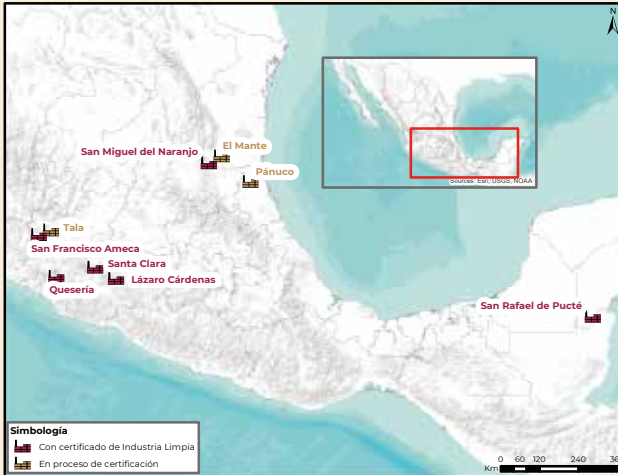 N
El Mante
San Miguel del Naranjo
Pánuco
Sources: Esri, USGS, NOAA
Tala
San Francisco Ameca
Santa Clara
Lázaro Cárdenas
Quesería
San Rafael de Pucté
Simbología
Con certificado de Industria Limpia
En proceso de certificación
0 60 120 240
Km